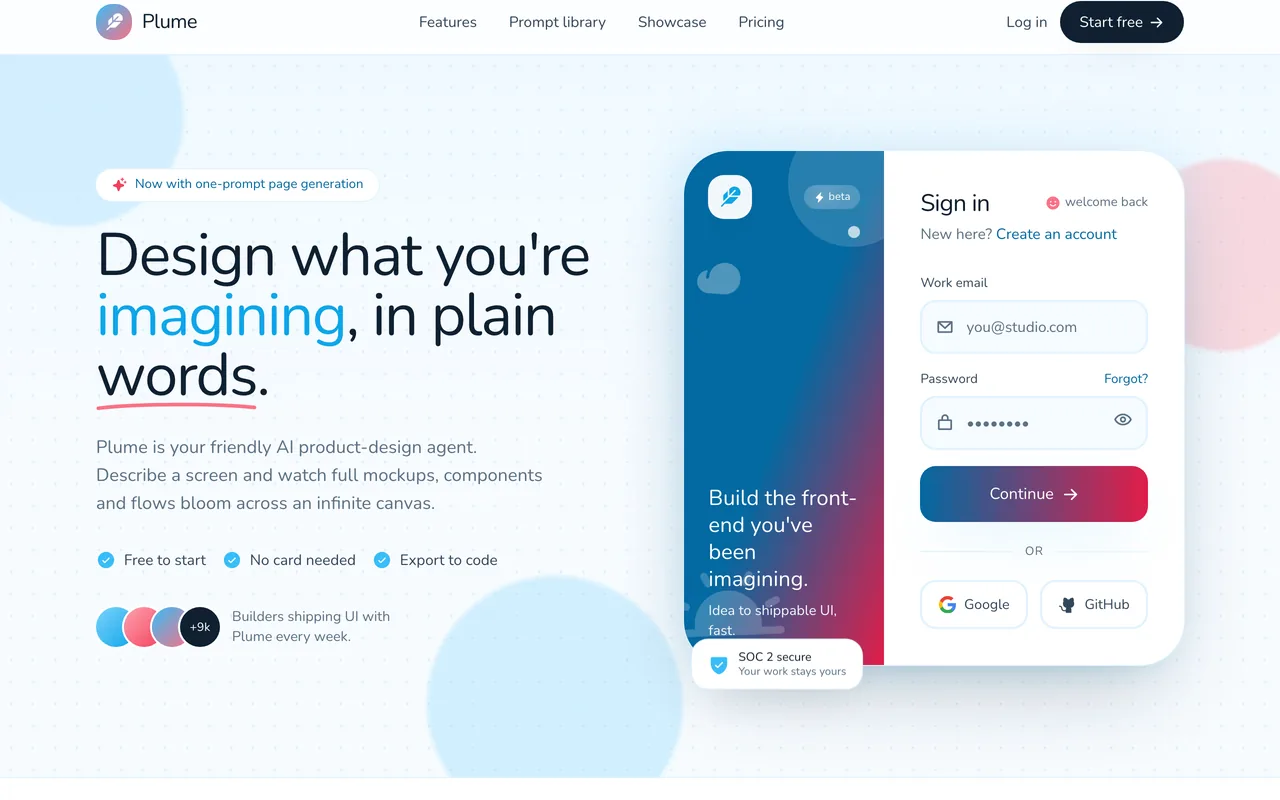 Plume
Features
Prompt library
Showcase
Pricing
Log in
Start free
Now with one-prompt page generation
Design what you're
imagining, in plain
words.
Plume is your friendly AI product-design agent.
Describe a screen and watch full mockups, components
and flows bloom across an infinite canvas.
Free to start
No card needed
Export to code
+9k
Builders shipping UI with
Plume every week.
beta
Build the front-
end you've
been
imagining.
Idea to shippable UI,
fast.
SOC 2 secure
Your work stays yours
Sign in
welcome back
New here? Create an account
Work email
you@studio.com
Password
Forgot?
Continue
OR
Google
GitHub